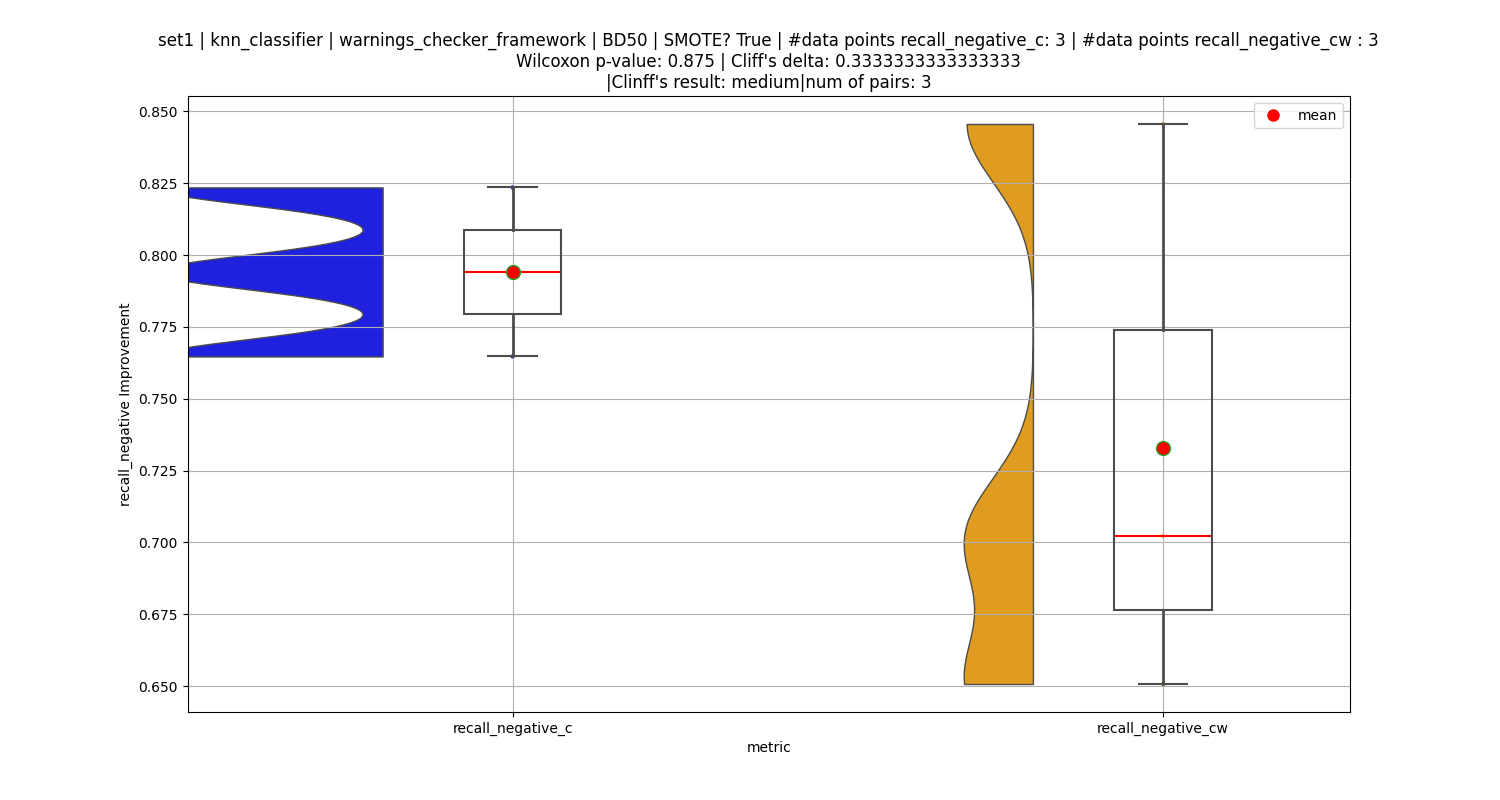 set1 | knn_classifier | warnings_checker_framework | BD50 | SMOTE? True | #data points recall_negative_c: 3 | #data points recall_negative_cw : 3
Wilcoxon p-value: 0.875 | Cliff's delta: 0.3333333333333333
|Clinff's result: medium|num of pairs: 3
mean
0.850
0.825
0.800
0.775
0.750
0.725
0.700
0.675
0.650
recall_negative Improvement
recall_negative_c
recall_negative_cw
metric